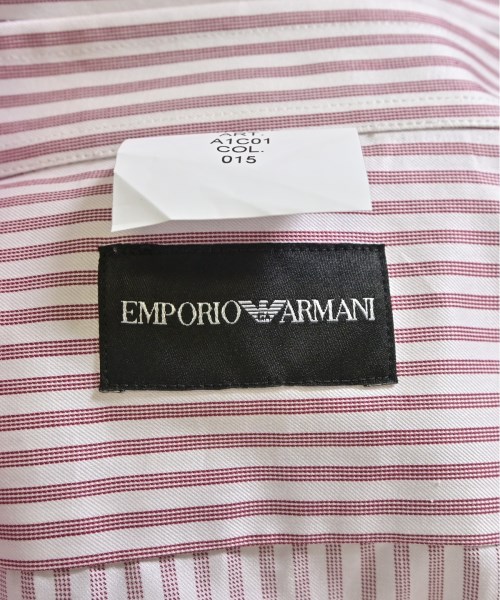 ART.
A1C01
COL.
015
EMPORIO ARMANI